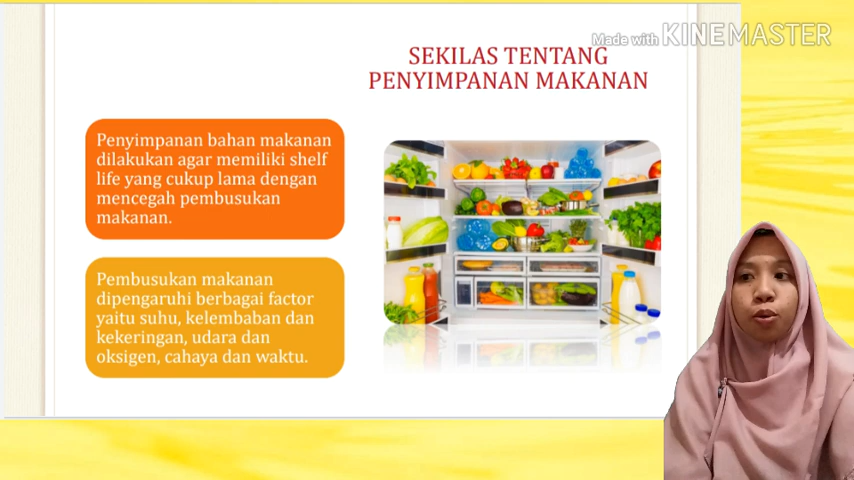 Made with KINEMASTER
SEKILAS TENTANG
PENYIMPANAN MAKANAN
Penyimpanan bahan makanan
dilakukan agar memiliki shelf
life yang cukup lama dengan
mencegah pembusukan
makanan.
Pembusukan makanan
dipengaruhi berbagai factor
yaitu suhu, kelembaban dan
kekeringan, udara dan
oksigen, cahaya dan waktu.